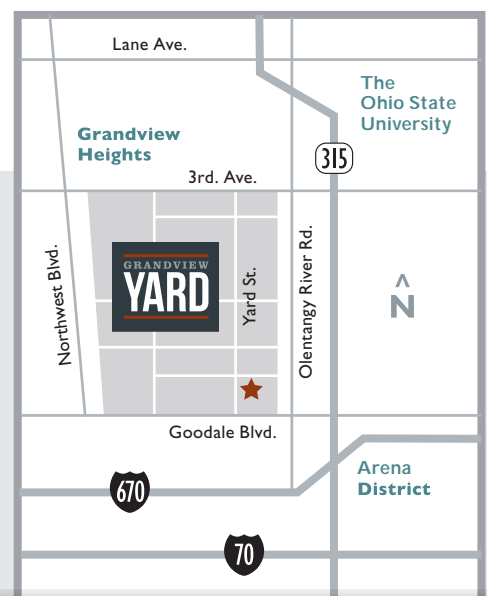 Lane Ave.
The
Ohio State
University
Grandview
Heights
315
3rd. Ave.
GRANDVIEW
YARD
Northwest Blvd.
Yard St.
Olentangy River Rd.
^
N
Goodale Blvd.
Arena
District
670
70